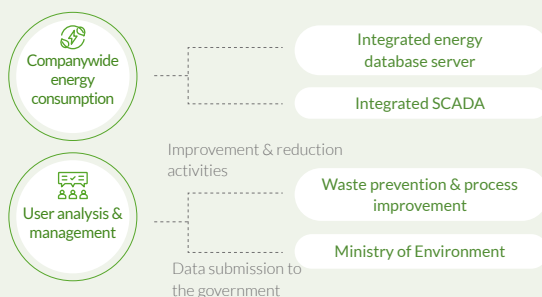 Companywide
energy
consumption
Integrated energy
database server
Integrated SCADA
Improvement & reduction
activities
User analysis &
management
Waste prevention & process
improvement
Ministry of Environment
Data submission to
the government